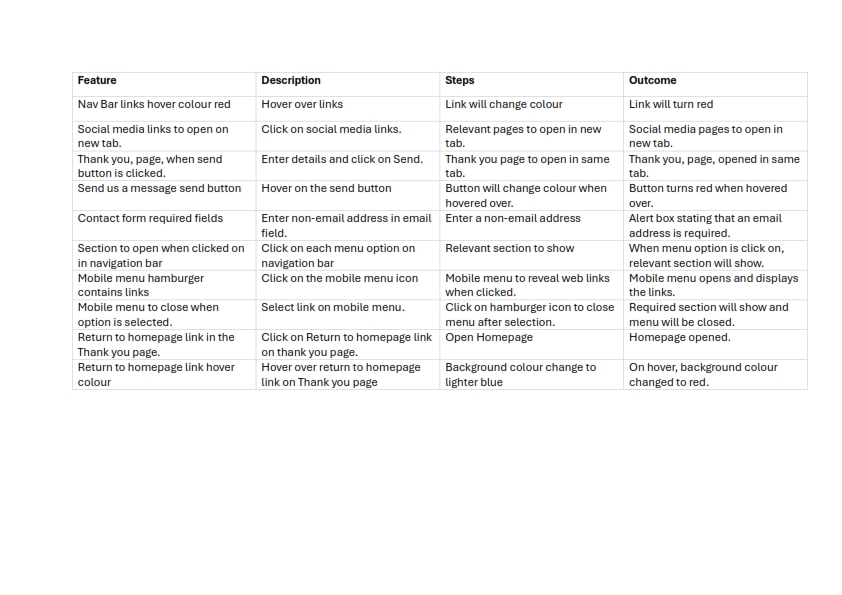 Feature Description Steps Outcome
Nav Bar links hover colour red Hover over links Link will change colour Link will turn red
Social media links to open on Click on social media links. Relevant pages to open in new Social media pages to open in
new tab. tab. new tab.
Thank you, page, when send Enter details and click on Send. Thank you page to open in same Thank you, page, opened in same
button is clicked. tab. tab.
Send us a message send button Hover on the send button Button will change colour when Button turns red when hovered
hovered over. over.
Contact form required fields Enter non-email address in email Enter a non-email address Alert box stating that an email
field. address is required.
Section to open when clicked on Click on each menu option on Relevant section to show When menu option is click on,
in navigation bar navigation bar relevant section will show.
Mobile menu hamburger Click on the mobile menu icon Mobile menu to reveal web links Mobile menu opens and displays
contains links when clicked. the links.
Mobile menu to close when Select link on mobile menu. Click on hamburger icon to close Required section will show and
option is selected. menu after selection. menu will be closed.
Return to homepage link in the Click on Return to homepage link Open Homepage Homepage opened.
Thank you page. on thank you page.
Return to homepage link hover Hover over return to homepage Background colour change to On hover, background colour
colour link on Thank you page lighter blue changed to red.